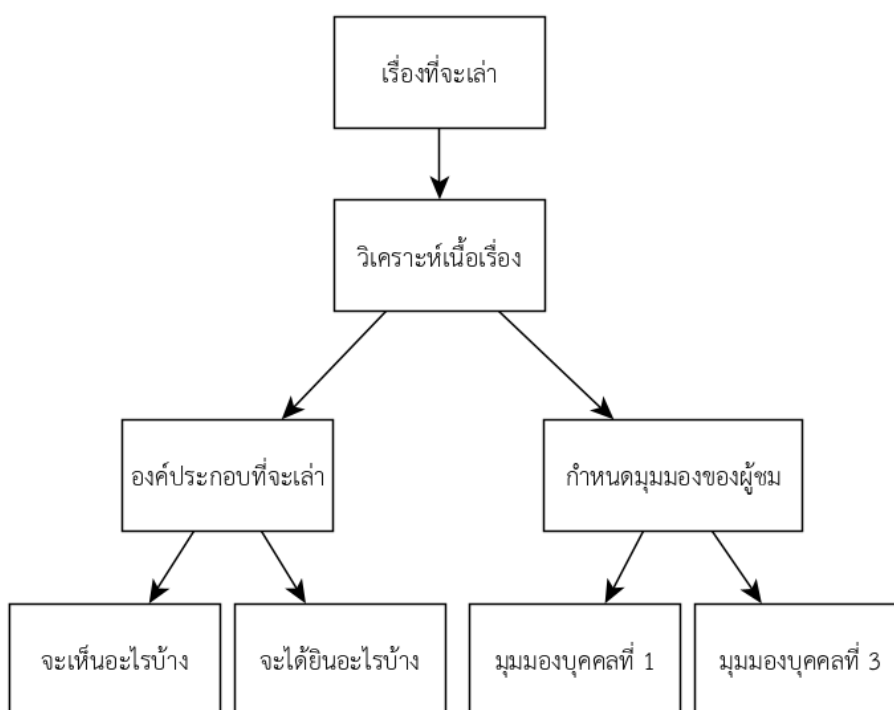 เรื่องที่จะเล่า
วิเคราะห์เนื้อเรื่อง
องค์ประกอบที่จะเล่า
กำหนดมุมมองของผู้ชม
จะเห็นอะไรบ้าง
จะได้ยินอะไรบ้าง
มุมมองบุคคลที่ 1
มุมมองบุคคลที่ 3